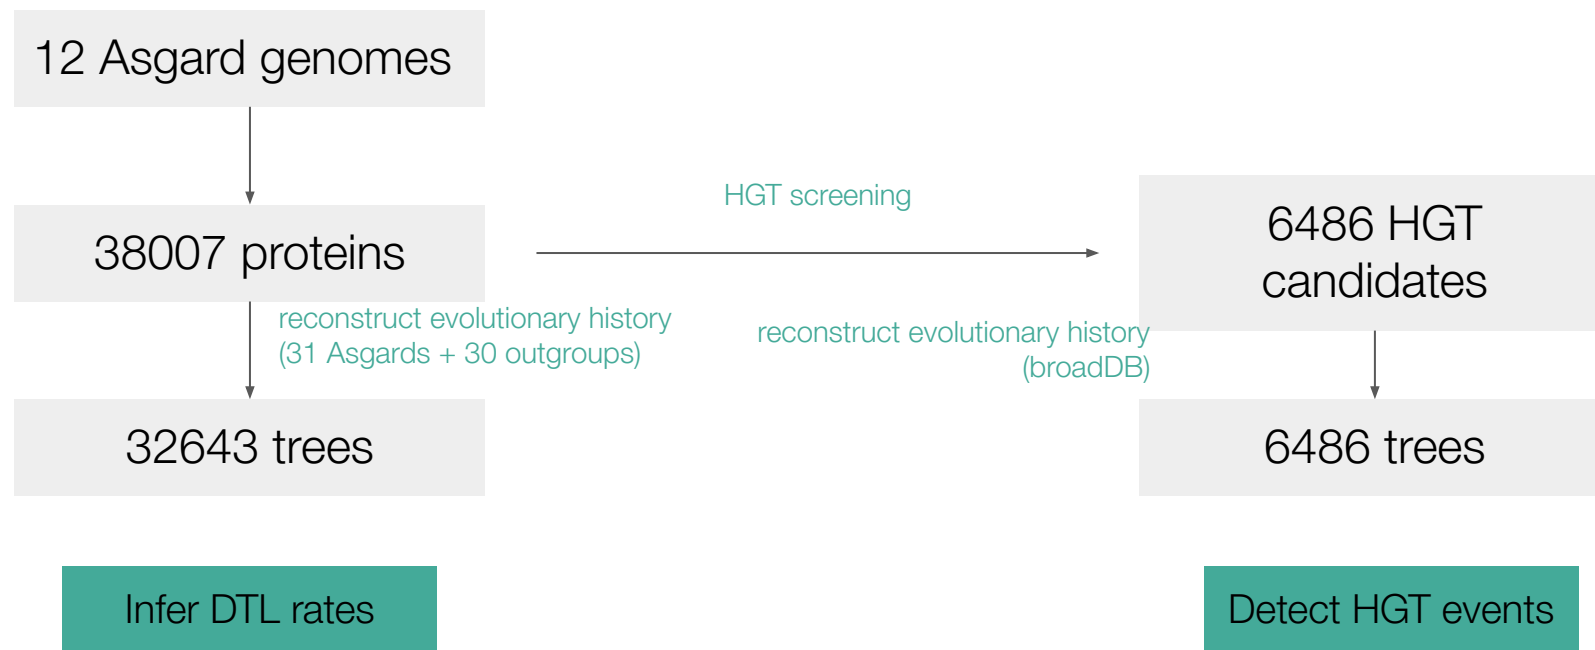 12 Asgard genomes
HGT screening
38007 proteins
6486 HGT
candidates
reconstruct evolutionary history
(31 Asgards + 30 outgroups)
reconstruct evolutionary history
(broadDB)
32643 trees
6486 trees
Infer DTL rates
Detect HGT events